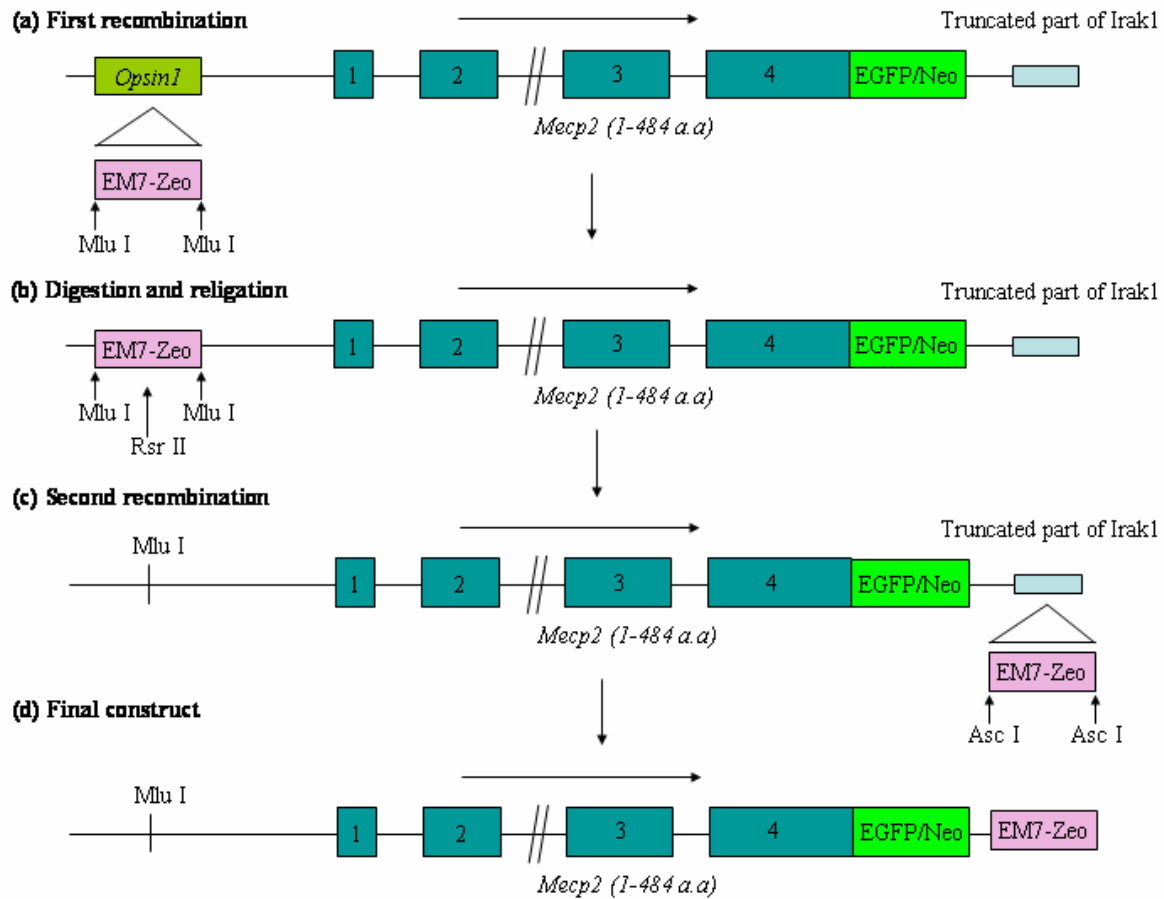 (a) First recombination
Truncated part of Irak1
Opsin1
1 2 // 3 4 EGFP/Neo
Mecp2 (1-484 a.a)
EM7-Zeo
Mlu I Mlu I
(b) Digestion and religation
Truncated part of Irak1
EM7-Zeo 1 2 // 3 4 EGFP/Neo
Mecp2 (1-484 a.a)
Mlu I Mlu I
Rsr II
(c) Second recombination
Truncated part of Irak1
Mlu I
1 2 // 3 4 EGFP/Neo
Mecp2 (1-484 a.a)
EM7-Zeo
Asc I Asc I
(d) Final construct
Mlu I
1 2 // 3 4 EGFP/Neo EM7-Zeo
Mecp2 (1-484 a.a)